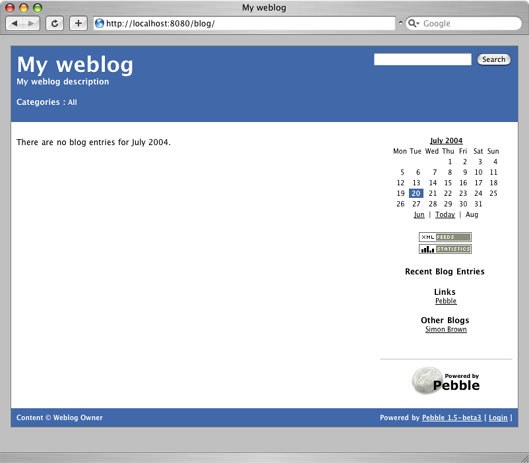 My weblog
http://localhost:8080/blog/
Google
My weblog
Search
My weblog description
Categories : All
There are no blog entries for July 2004.
July 2004
Mon Tue Wed Thu Fri Sat Sun
1 2 3 4
5 6 7 8 9 10 11
12 13 14 15 16 17 18
19 20 21 22 23 24 25
26 27 28 29 30 31
Jun | Today | Aug
XML FEEDS
STATISTICS
Recent Blog Entries
Links
Pebble
Other Blogs
Simon Brown
Powered by
Pebble
Content © Weblog Owner
Powered by Pebble 1.5-beta3 [ Login ]